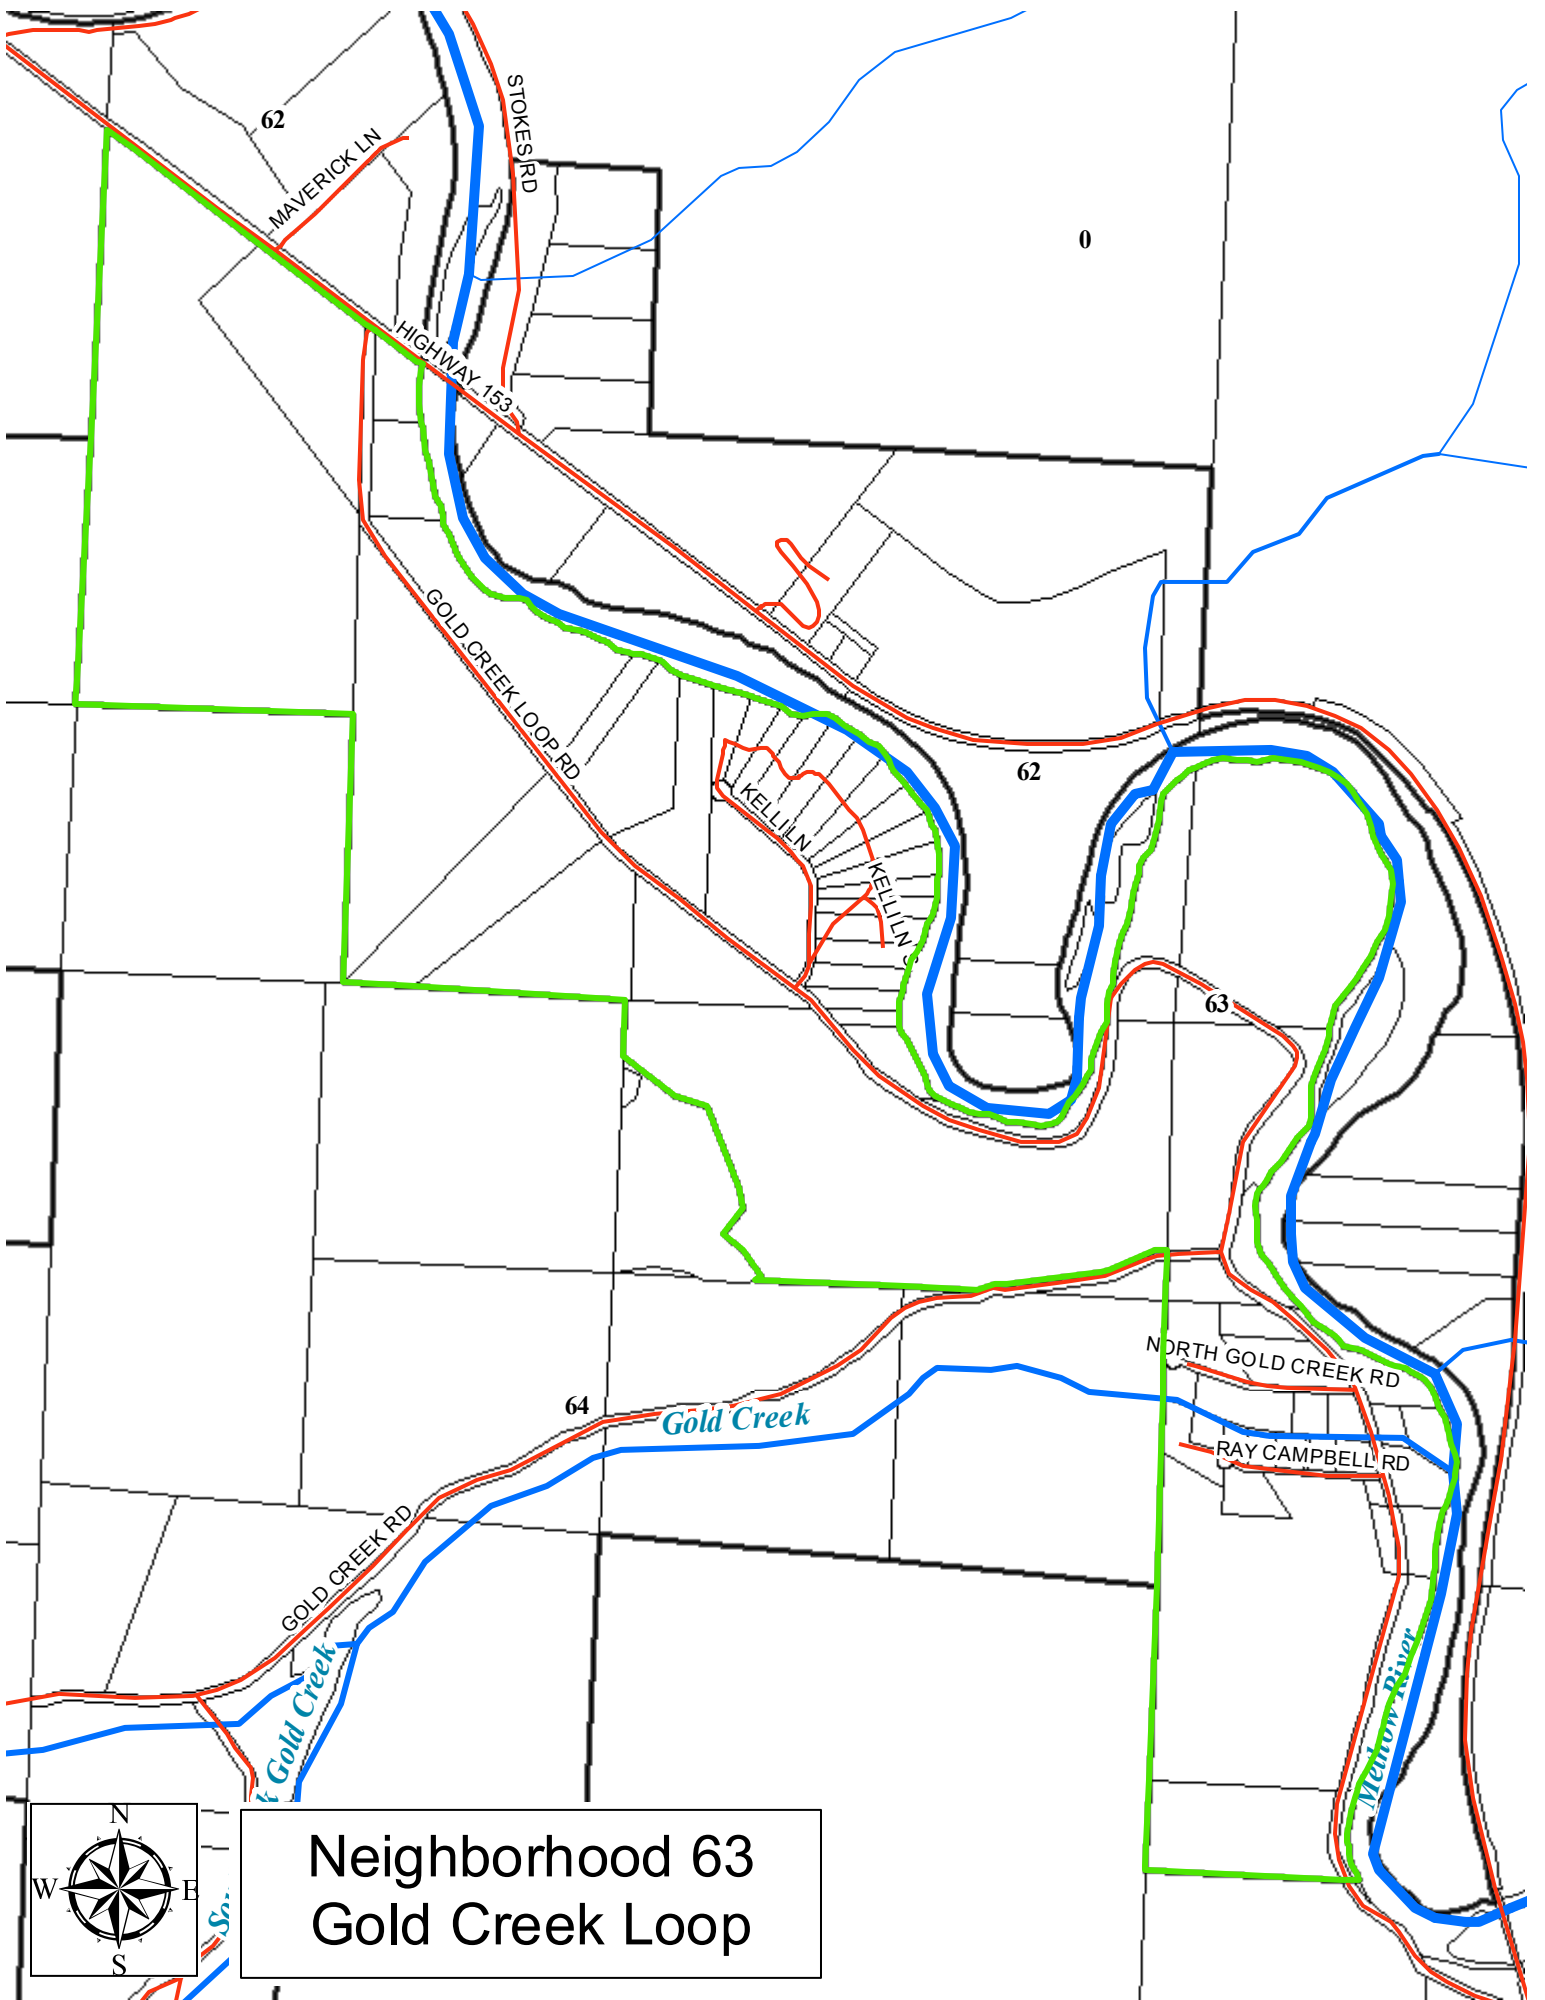 62
STOKES RD
MAVERICK LN
0
HIGHWAY 153
GOLD CREEK LOOP RD
62
KELLI LN
KELLI LN S
63
NORTH GOLD CREEK RD
64
Gold Creek
RAY CAMPBELL RD
GOLD CREEK RD
Gold Creek
Methow River
N
W E
S
Neighborhood 63
Gold Creek Loop